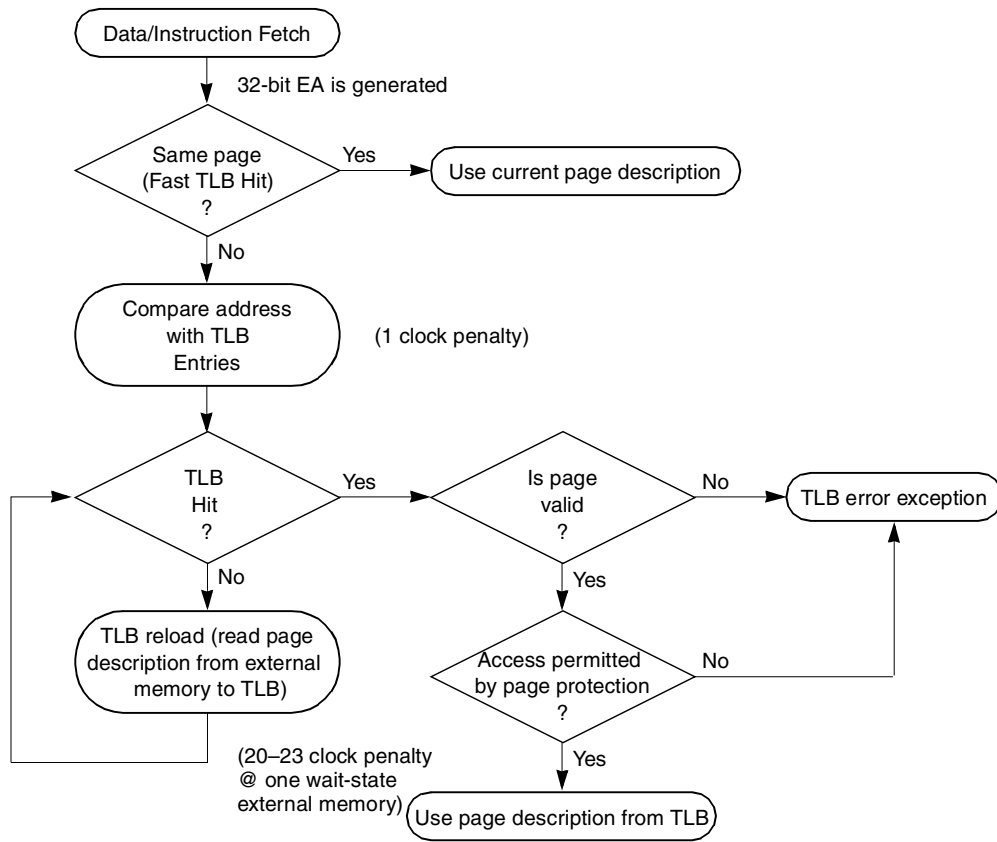 Data/Instruction Fetch
32-bit EA is generated
Same page
(Fast TLB Hit)
?
Yes
Use current page description
No
Compare address
with TLB
Entries
(1 clock penalty)
TLB
Hit
?
Yes
Is page
valid
?
No
TLB error exception
No
Yes
TLB reload (read page
description from external
memory to TLB)
Access permitted
by page protection
?
No
(20–23 clock penalty
@ one wait-state
external memory)
Yes
Use page description from TLB